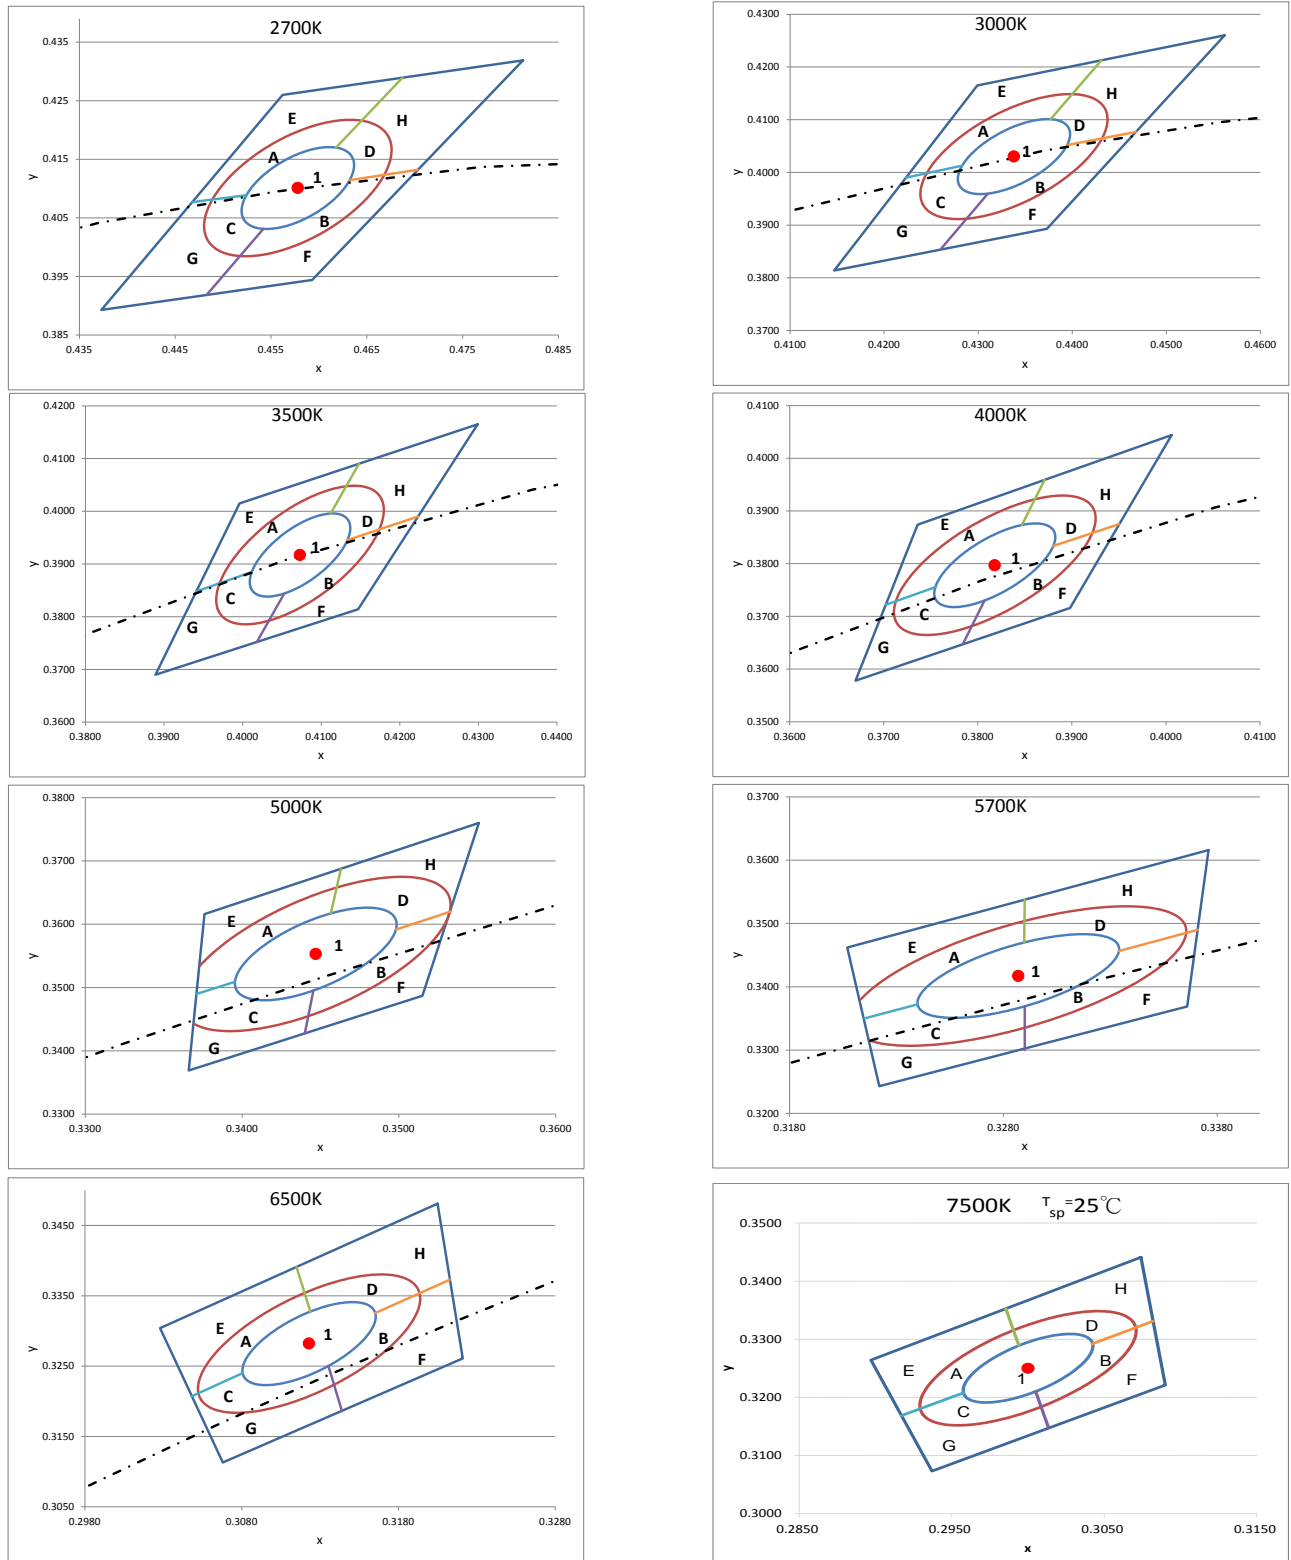 2700K
0.435
0.425
0.415
0.405
0.395
0.385
y
E
H
A
D
1
C
B
G
F
0.435 0.445 0.455 0.465 0.475 0.485
x
3000K
0.4300
0.4200
0.4100
0.4000
0.3900
0.3800
0.3700
y
E
H
A
D
1
B
C
F
G
0.4100 0.4200 0.4300 0.4400 0.4500 0.4600
x
3500K
0.4200
0.4100
0.4000
0.3900
0.3800
0.3700
0.3600
y
H
E
A
D
1
B
C
F
G
0.3800 0.3900 0.4000 0.4100 0.4200 0.4300 0.4400
x
4000K
0.4100
0.4000
0.3900
0.3800
0.3700
0.3600
0.3500
y
H
E
A
D
1
B
F
C
G
0.3600 0.3700 0.3800 0.3900 0.4000 0.4100
x
5000K
0.3800
0.3700
0.3600
0.3500
0.3400
0.3300
y
H
D
E
A
1
B
F
C
G
0.3300 0.3400 0.3500 0.3600
x
5700K
0.3700
0.3600
0.3500
0.3400
0.3300
0.3200
y
H
D
E
A
1
B
F
C
G
0.3180 0.3280 0.3380
x
6500K
0.3450
0.3350
0.3250
0.3150
0.3050
y
H
D
E
A
1
B
F
C
G
0.2980 0.3080 0.3180 0.3280
x
7500K Tsp=25℃
0.3500
0.3400
0.3300
0.3200
0.3100
0.3000
y
H
D
E
A
B
1
F
C
G
0.2850 0.2950 0.3050 0.3150
x